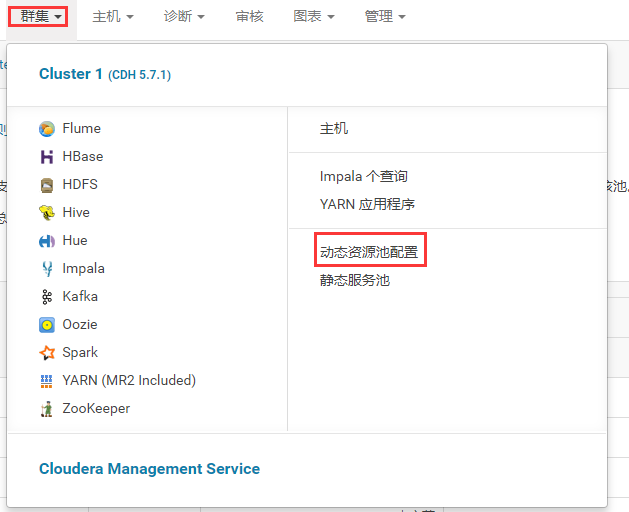 群集 主机 诊断 审核 图表 管理
Cluster 1 (CDH 5.7.1)
Flume
HBase
HDFS
Hive
Hue
Impala
Kafka
Oozie
Spark
YARN (MR2 Included)
ZooKeeper
主机
Impala 个查询
YARN 应用程序
动态资源池配置
静态服务池
Cloudera Management Service